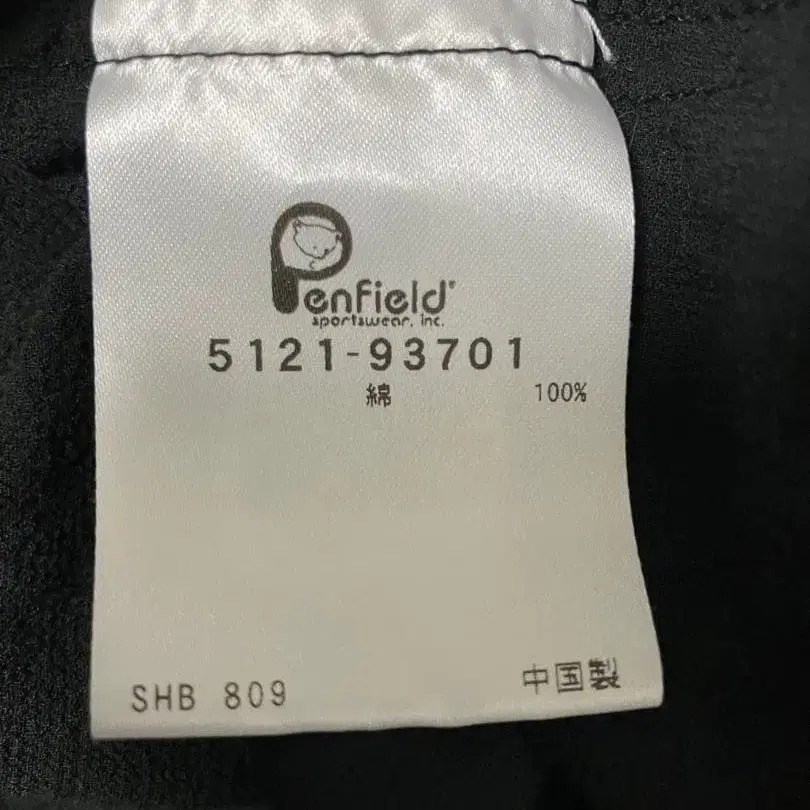 Penfield
sportswear, inc.
5121-93701
綿 100%
SHB 809 中国製